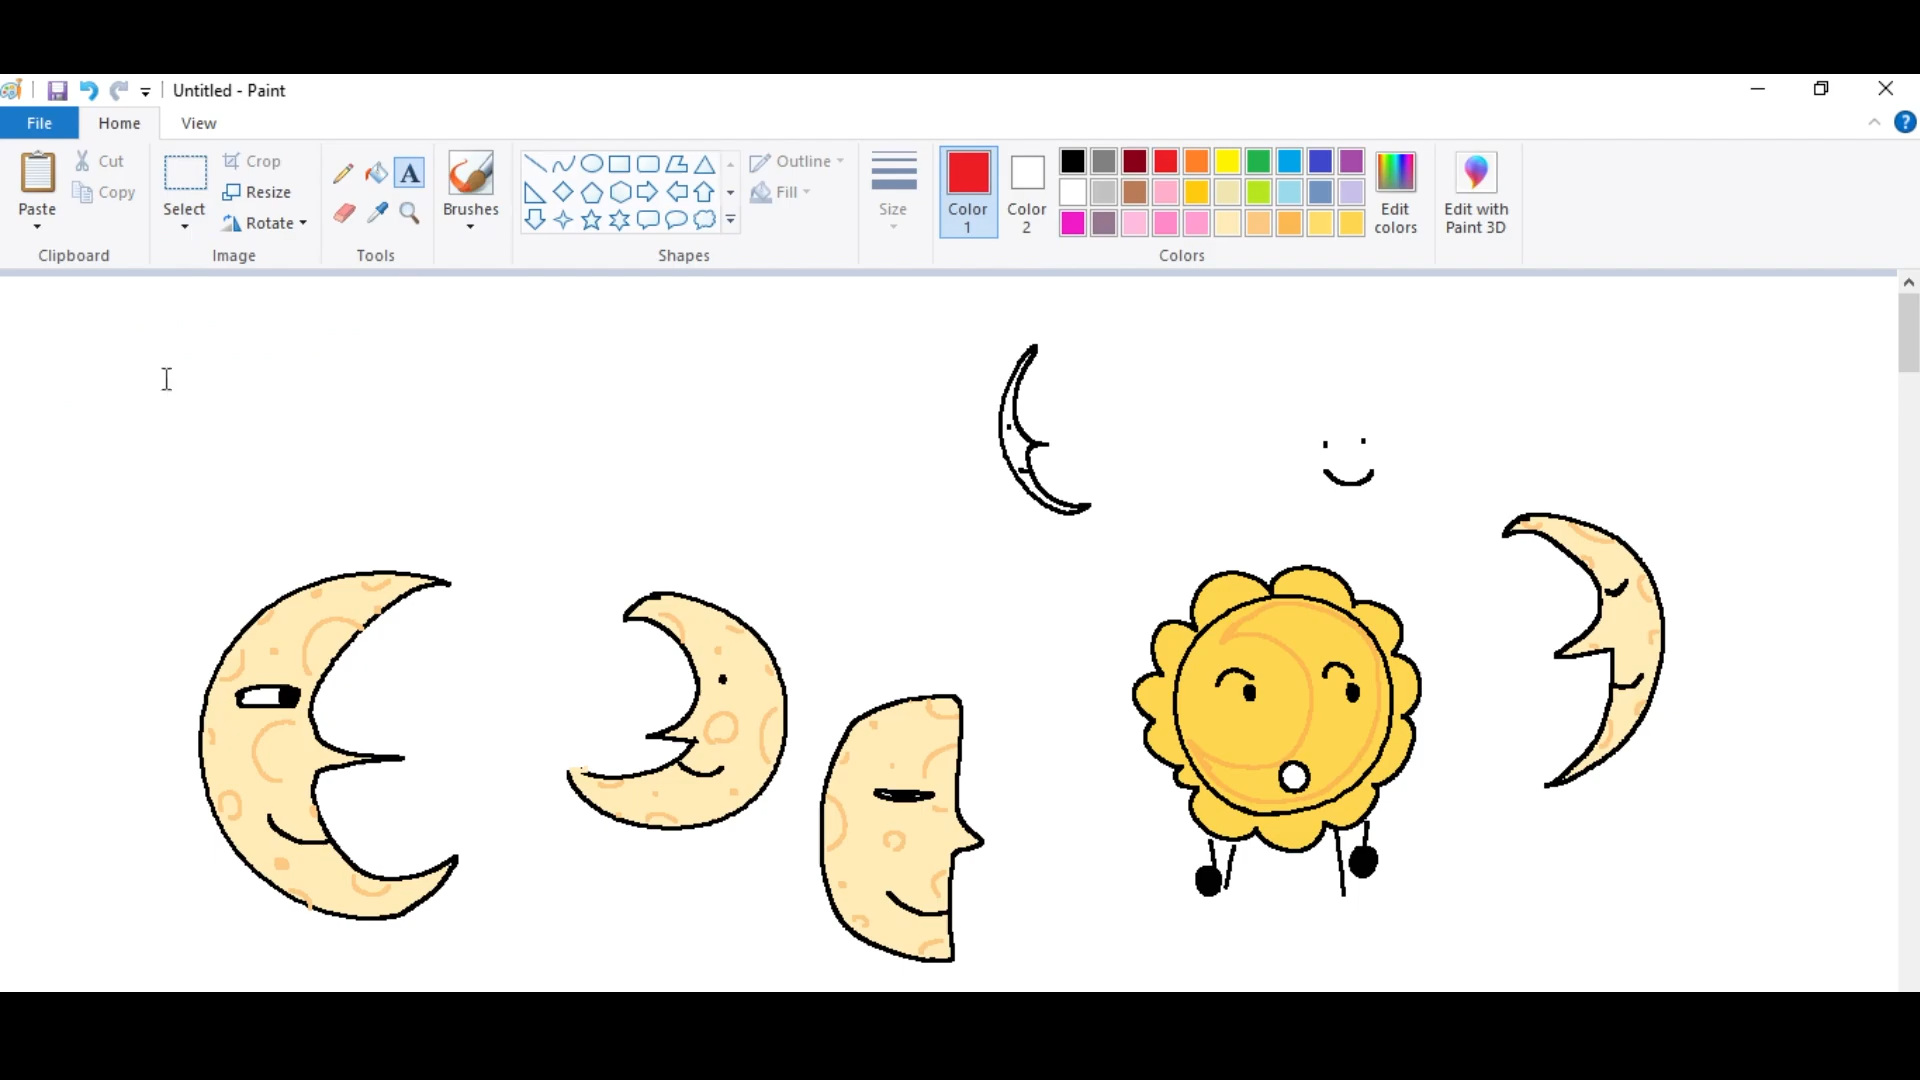 Untitled - Paint
File Home View ?
Paste
Cut
Copy
Clipboard
Select
Crop
Resize
Rotate
Image
A
Tools
Brushes
Shapes
Outline
Fill
Size
Color
1
Color
2
Edit
colors
Colors
Edit with
Paint 3D